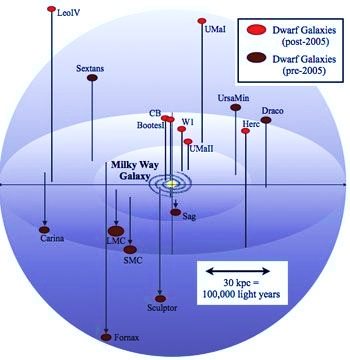 LeoIV
UMaI
Dwarf Galaxies
(post-2005)
Dwarf Galaxies
(pre-2005)
Sextans
UrsaMin
Draco
CB
BootesI
W1
Herc
UMaII
Milky Way
Galaxy
Sag
Carina
LMC
SMC
30 kpc =
100,000 light years
Sculptor
Fornax